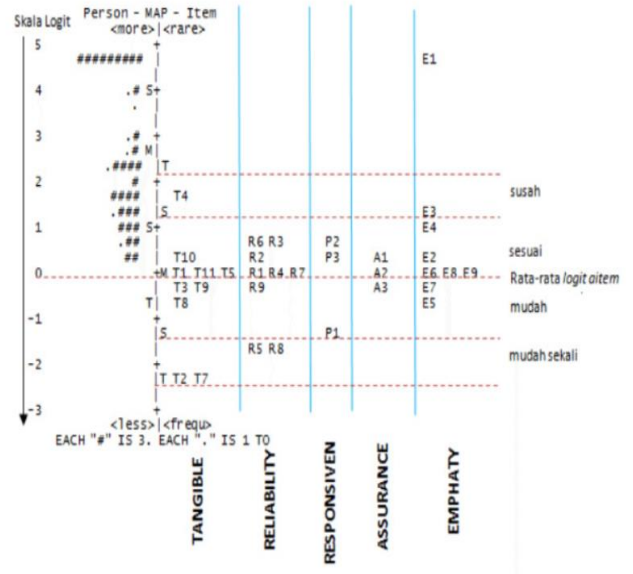 Skala Logit
Person - MAP - Item
<more>|<rare>
5 +
######### | E1
4 .# S+
. |
3 .# +
.# M|
.#### |T
2 # +
#### | T4 susah
.### |S E3
1 ### S+ E4
.## | R6 R3 P2 sesuai
## | T10 R2 P3 A1 E2
0 +M T1 T11 T5 R1 R4 R7 A2 E6 E8 E9 Rata-rata logit aitem
| T3 T9 R9 A3 E7
T| T8 E5 mudah
-1 +
|S P1
| R5 R8 mudah sekali
-2 +
|T T2 T7
-3 +
<less>|<frequ>
EACH "#" IS 3. EACH "." IS 1 TO
TANGIBLE
RELIABILITY
RESPONSIVEN
ASSURANCE
EMPHATY